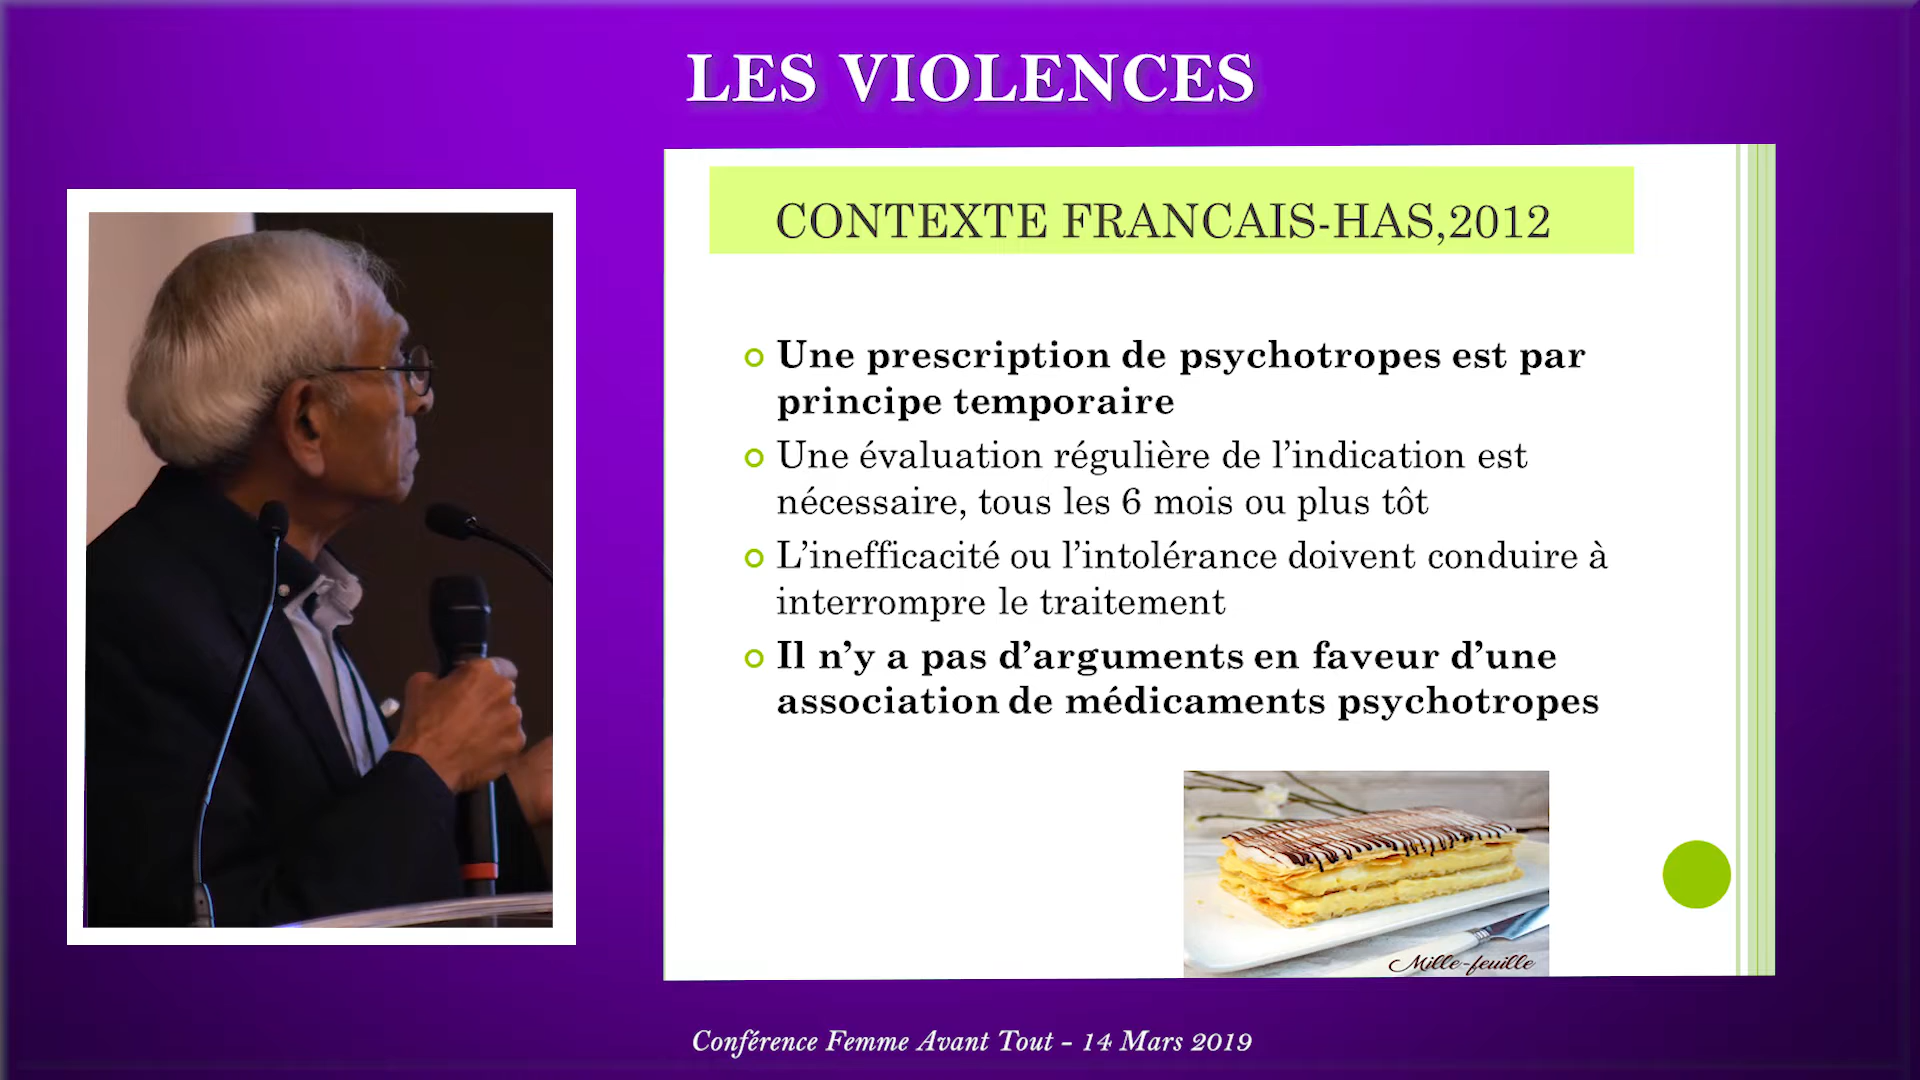 LES VIOLENCES
CONTEXTE FRANCAIS-HAS,2012
Une prescription de psychotropes est par
principe temporaire
Une évaluation régulière de l’indication est
nécessaire, tous les 6 mois ou plus tôt
L’inefficacité ou l’intolérance doivent conduire à
interrompre le traitement
Il n’y a pas d’arguments en faveur d’une
association de médicaments psychotropes
Mille-feuille
Conférence Femme Avant Tout - 14 Mars 2019